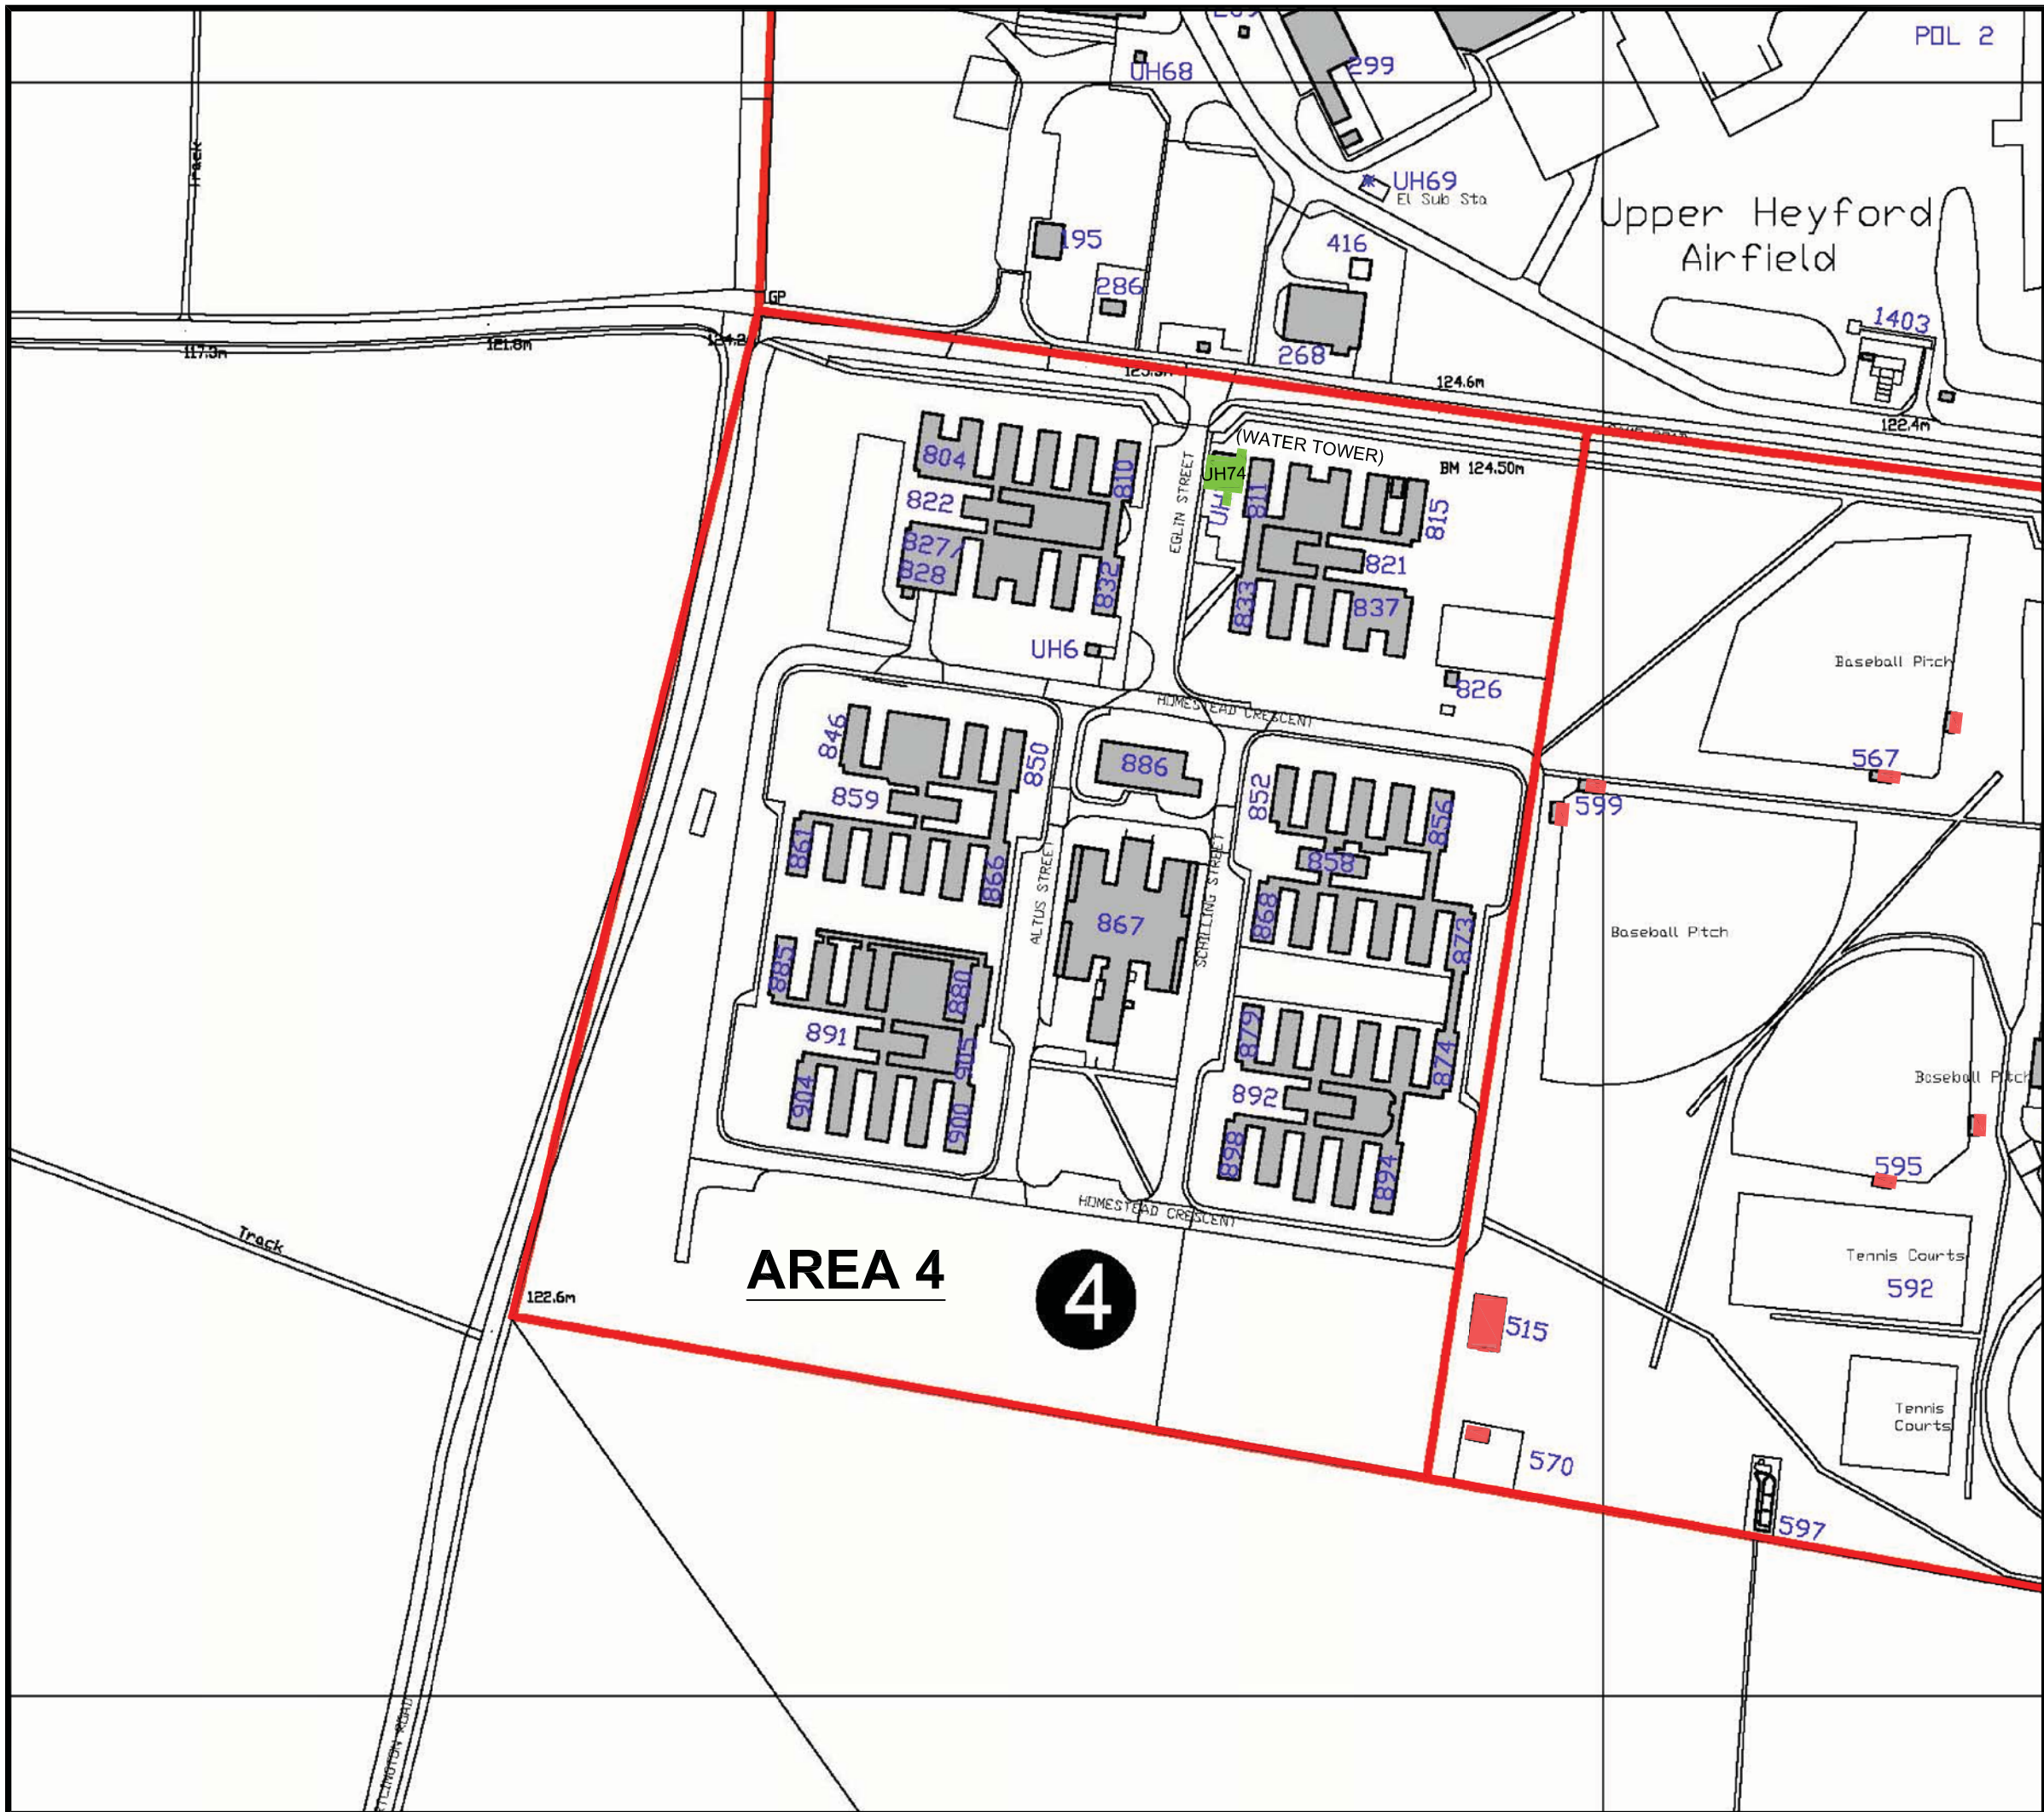 POL 2
299
UH68
Track
UH69
El Sub Sta
Upper Heyford
Airfield
195
416
286
GP
1403
268
117.3m
121.8m
124.6m
122.4m
(WATER TOWER)
BM 124.50m
804
810
EGLIN STREET
UH74
811
815
822
827/
828
832
821
833
837
UH6
826
Baseball Pitch
HOMESTEAD CRESCENT
846
850
886
852
856
567
599
859
861
866
858
868
873
ALTUS STREET
867
SCHILLING STREET
Baseball Pitch
885
880
891
905
879
874
Baseball Pitch
904
900
892
898
894
595
HOMESTEAD CRESCENT
Tennis Courts
592
Track
AREA 4
4
122.6m
515
Tennis
Courts
570
597